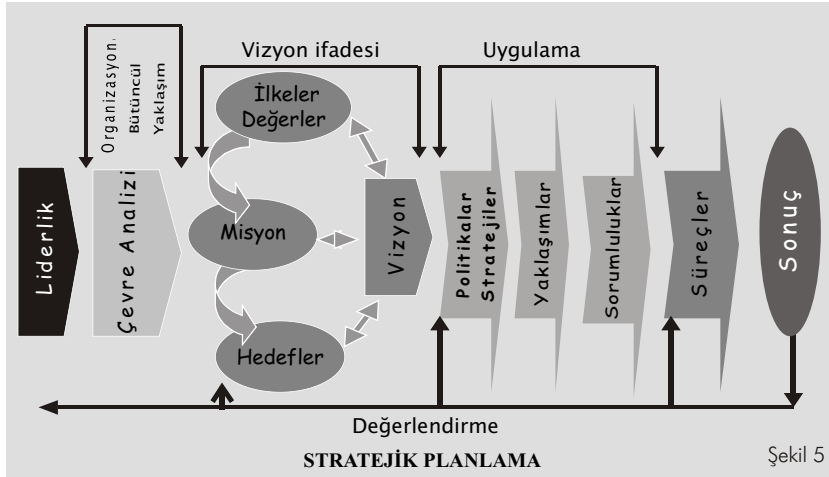 Organizasyon,
Bütüncül
Yaklaşım
Vizyon ifadesi
Uygulama
Liderlik
Çevre Analizi
İlkeler
Değerler
Misyon
Hedefler
Vizyon
Politikalar
Stratejiler
Yaklaşımlar
Sorumluluklar
Süreçler
Sonuç
Değerlendirme
STRATEJİK PLANLAMA
Şekil 5